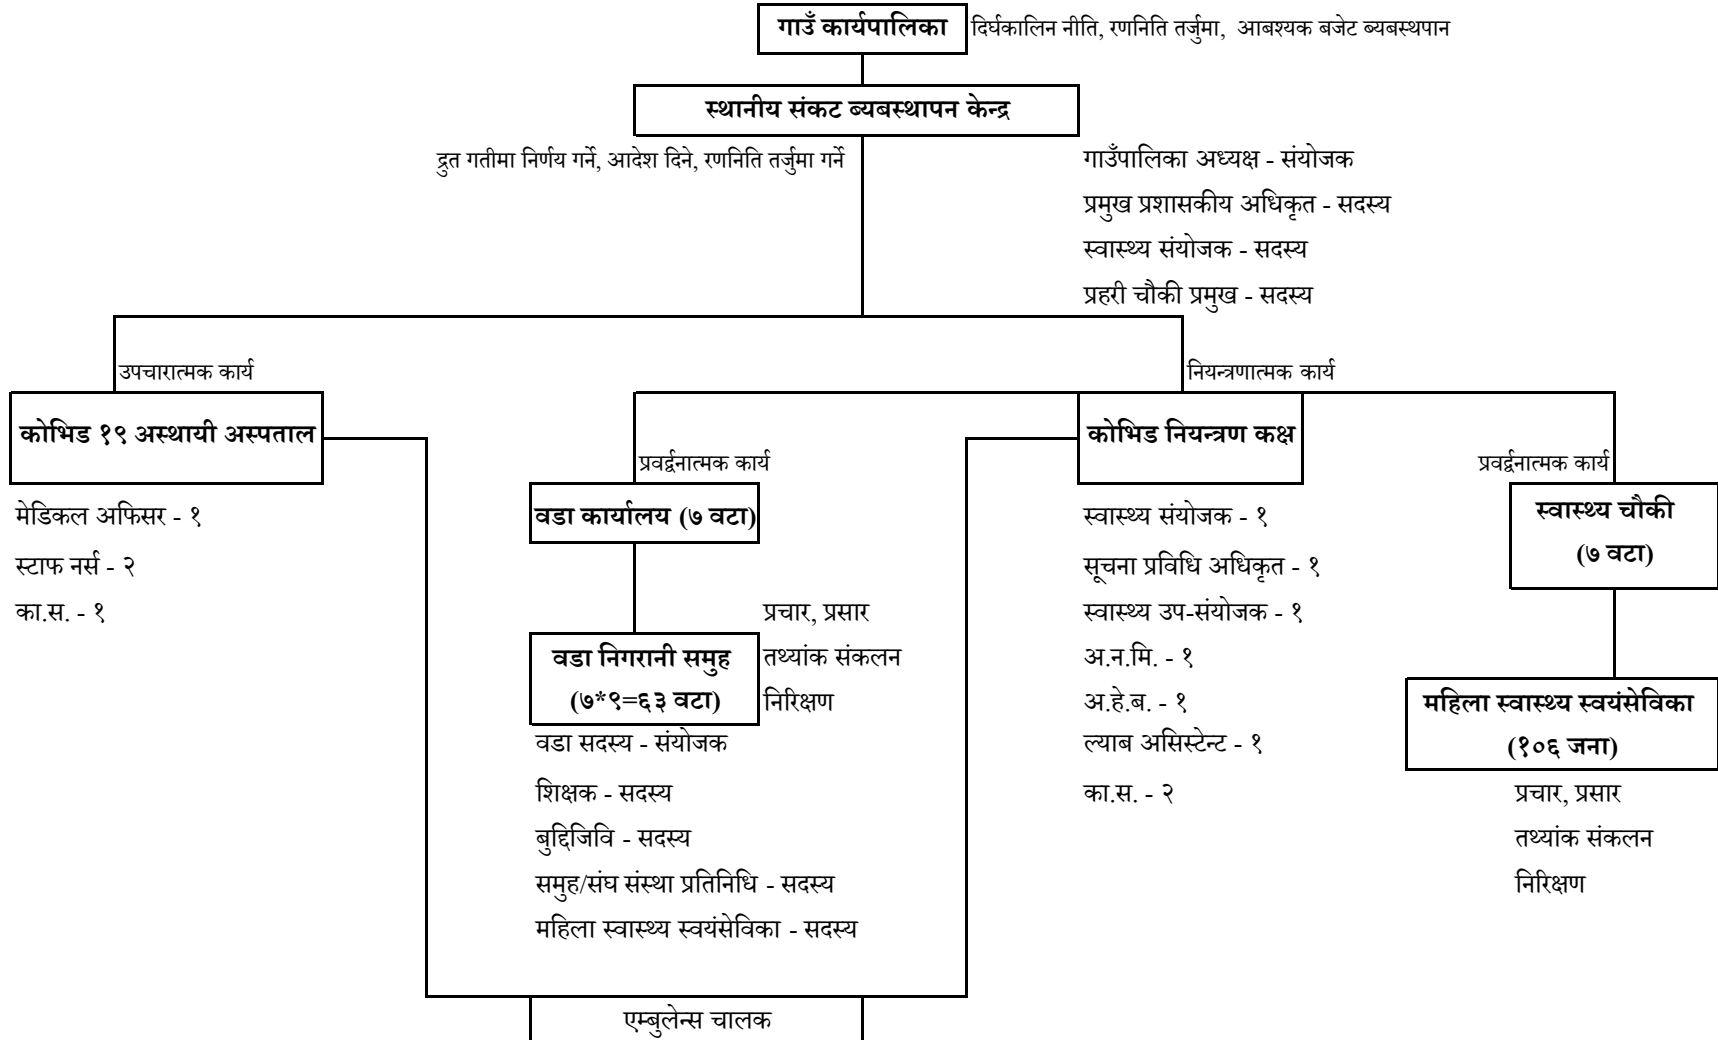 गाउँ कार्यपालिका
दिर्घकालिन नीति, रणनिति तर्जुमा, आबश्यक बजेट ब्यबस्थपान
स्थानीय संकट ब्यबस्थापन केन्द्र
द्रुत गतीमा निर्णय गर्ने, आदेश दिने, रणनिति तर्जुमा गर्ने
गाउँपालिका अध्यक्ष - संयोजक
प्रमुख प्रशासकीय अधिकृत - सदस्य
स्वास्थ्य संयोजक - सदस्य
प्रहरी चौकी प्रमुख - सदस्य
उपचारात्मक कार्य
नियन्त्रणात्मक कार्य
कोभिड १९ अस्थायी अस्पताल
मेडिकल अफिसर - १
स्टाफ नर्स - २
का.स. - १
प्रवर्द्वनात्मक कार्य
वडा कार्यालय (७ वटा)
वडा निगरानी समुह
(७*९=६३ वटा)
प्रचार, प्रसार
तथ्यांक संकलन
निरिक्षण
वडा सदस्य - संयोजक
शिक्षक - सदस्य
बुद्दिजिवि - सदस्य
समुह/संघ संस्था प्रतिनिधि - सदस्य
महिला स्वास्थ्य स्वयंसेविका - सदस्य
कोभिड नियन्त्रण कक्ष
स्वास्थ्य संयोजक - १
सूचना प्रविधि अधिकृत - १
स्वास्थ्य उप-संयोजक - १
अ.न.मि. - १
अ.हे.ब. - १
ल्याब असिस्टेन्ट - १
का.स. - २
प्रवर्द्वनात्मक कार्य
स्वास्थ्य चौकी
(७ वटा)
महिला स्वास्थ्य स्वयंसेविका
(१०६ जना)
प्रचार, प्रसार
तथ्यांक संकलन
निरिक्षण
एम्बुलेन्स चालक